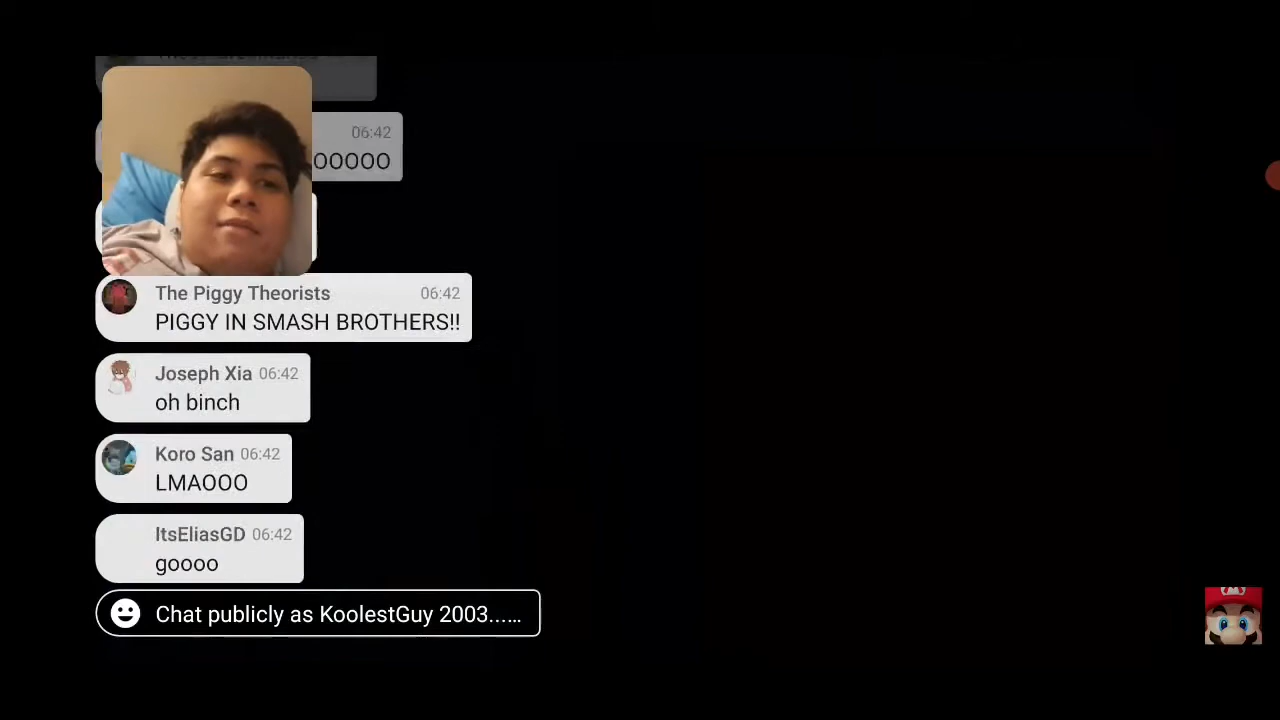 06:42
OOOOO
The Piggy Theorists 06:42
PIGGY IN SMASH BROTHERS!!
Joseph Xia 06:42
oh binch
Koro San 06:42
LMAOOO
ItsEliasGD 06:42
goooo
Chat publicly as KoolestGuy 2003...…
M